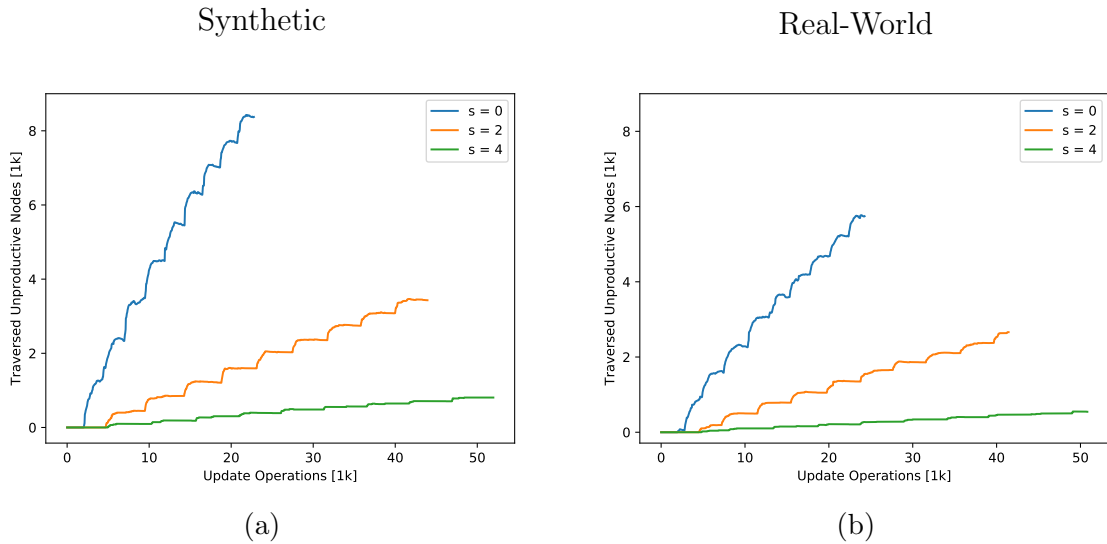 Synthetic
Real-World
s = 0
s = 2
s = 4
8
6
4
2
0
Traversed Unproductive Nodes [1k]
0 10 20 30 40 50
Update Operations [1k]
(a)
s = 0
s = 2
s = 4
8
6
4
2
0
Traversed Unproductive Nodes [1k]
0 10 20 30 40 50
Update Operations [1k]
(b)